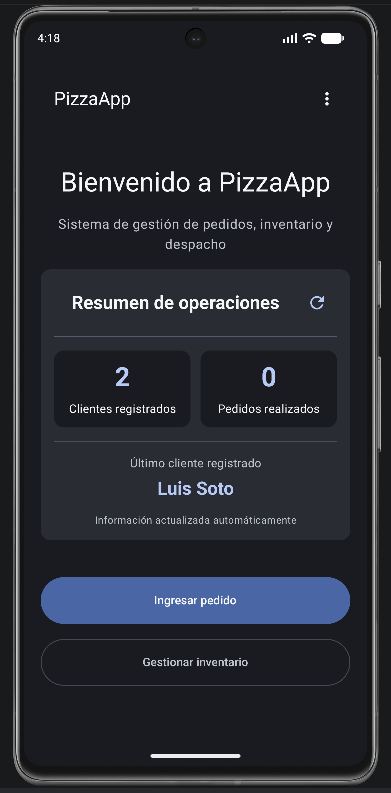 4:18
PizzaApp
Bienvenido a PizzaApp
Sistema de gestión de pedidos, inventario y
despacho
Resumen de operaciones
2
Clientes registrados
0
Pedidos realizados
Último cliente registrado
Luis Soto
Información actualizada automáticamente
Ingresar pedido
Gestionar inventario